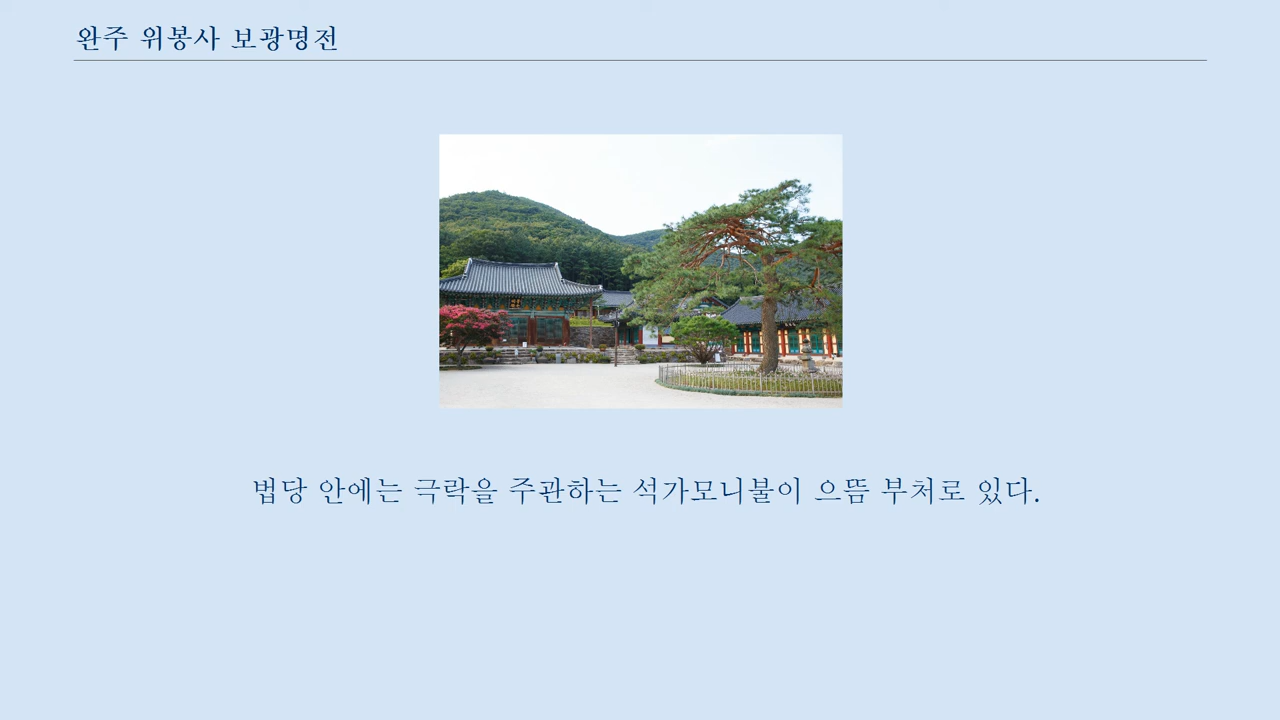 완주 위봉사 보광명전
법당 안에는 극락을 주관하는 석가모니불이 으뜸 부처로 있다.